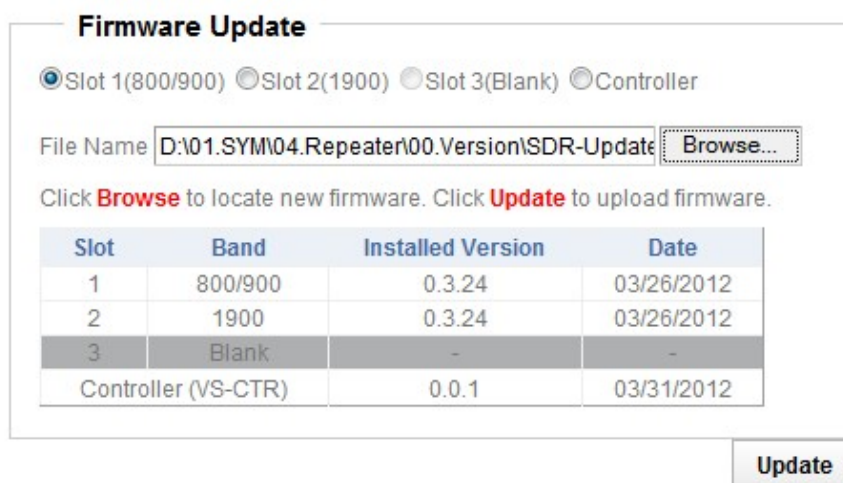 Firmware Update
Slot 1(800/900) Slot 2(1900) Slot 3(Blank) Controller
File Name D:\01.SYM\04.Repeater\00.Version\SDR-Update Browse...
Click Browse to locate new firmware. Click Update to upload firmware.
Slot Band Installed Version Date
1 800/900 0.3.24 03/26/2012
2 1900 0.3.24 03/26/2012
3 Blank - -
Controller (VS-CTR) 0.0.1 03/31/2012
Update